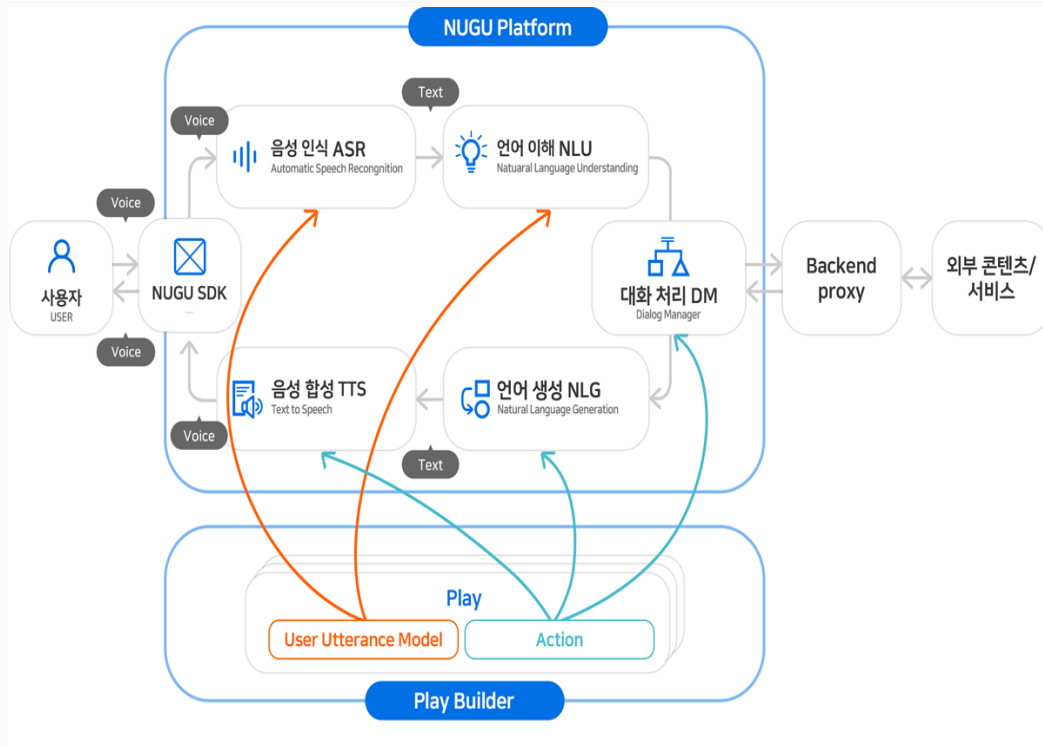 NUGU Platform
Text
Voice
음성 인식 ASR
Automatic Speech Recongnition
언어 이해 NLU
Natuaral Language Understanding
Voice
사용자
USER
NUGU SDK
대화 처리 DM
Dialog Manager
Backend
proxy
외부 콘텐츠/
서비스
Voice
음성 합성 TTS
Text to Speech
언어 생성 NLG
Natural Language Generation
Voice
Text
Play
User Utterance Model
Action
Play Builder